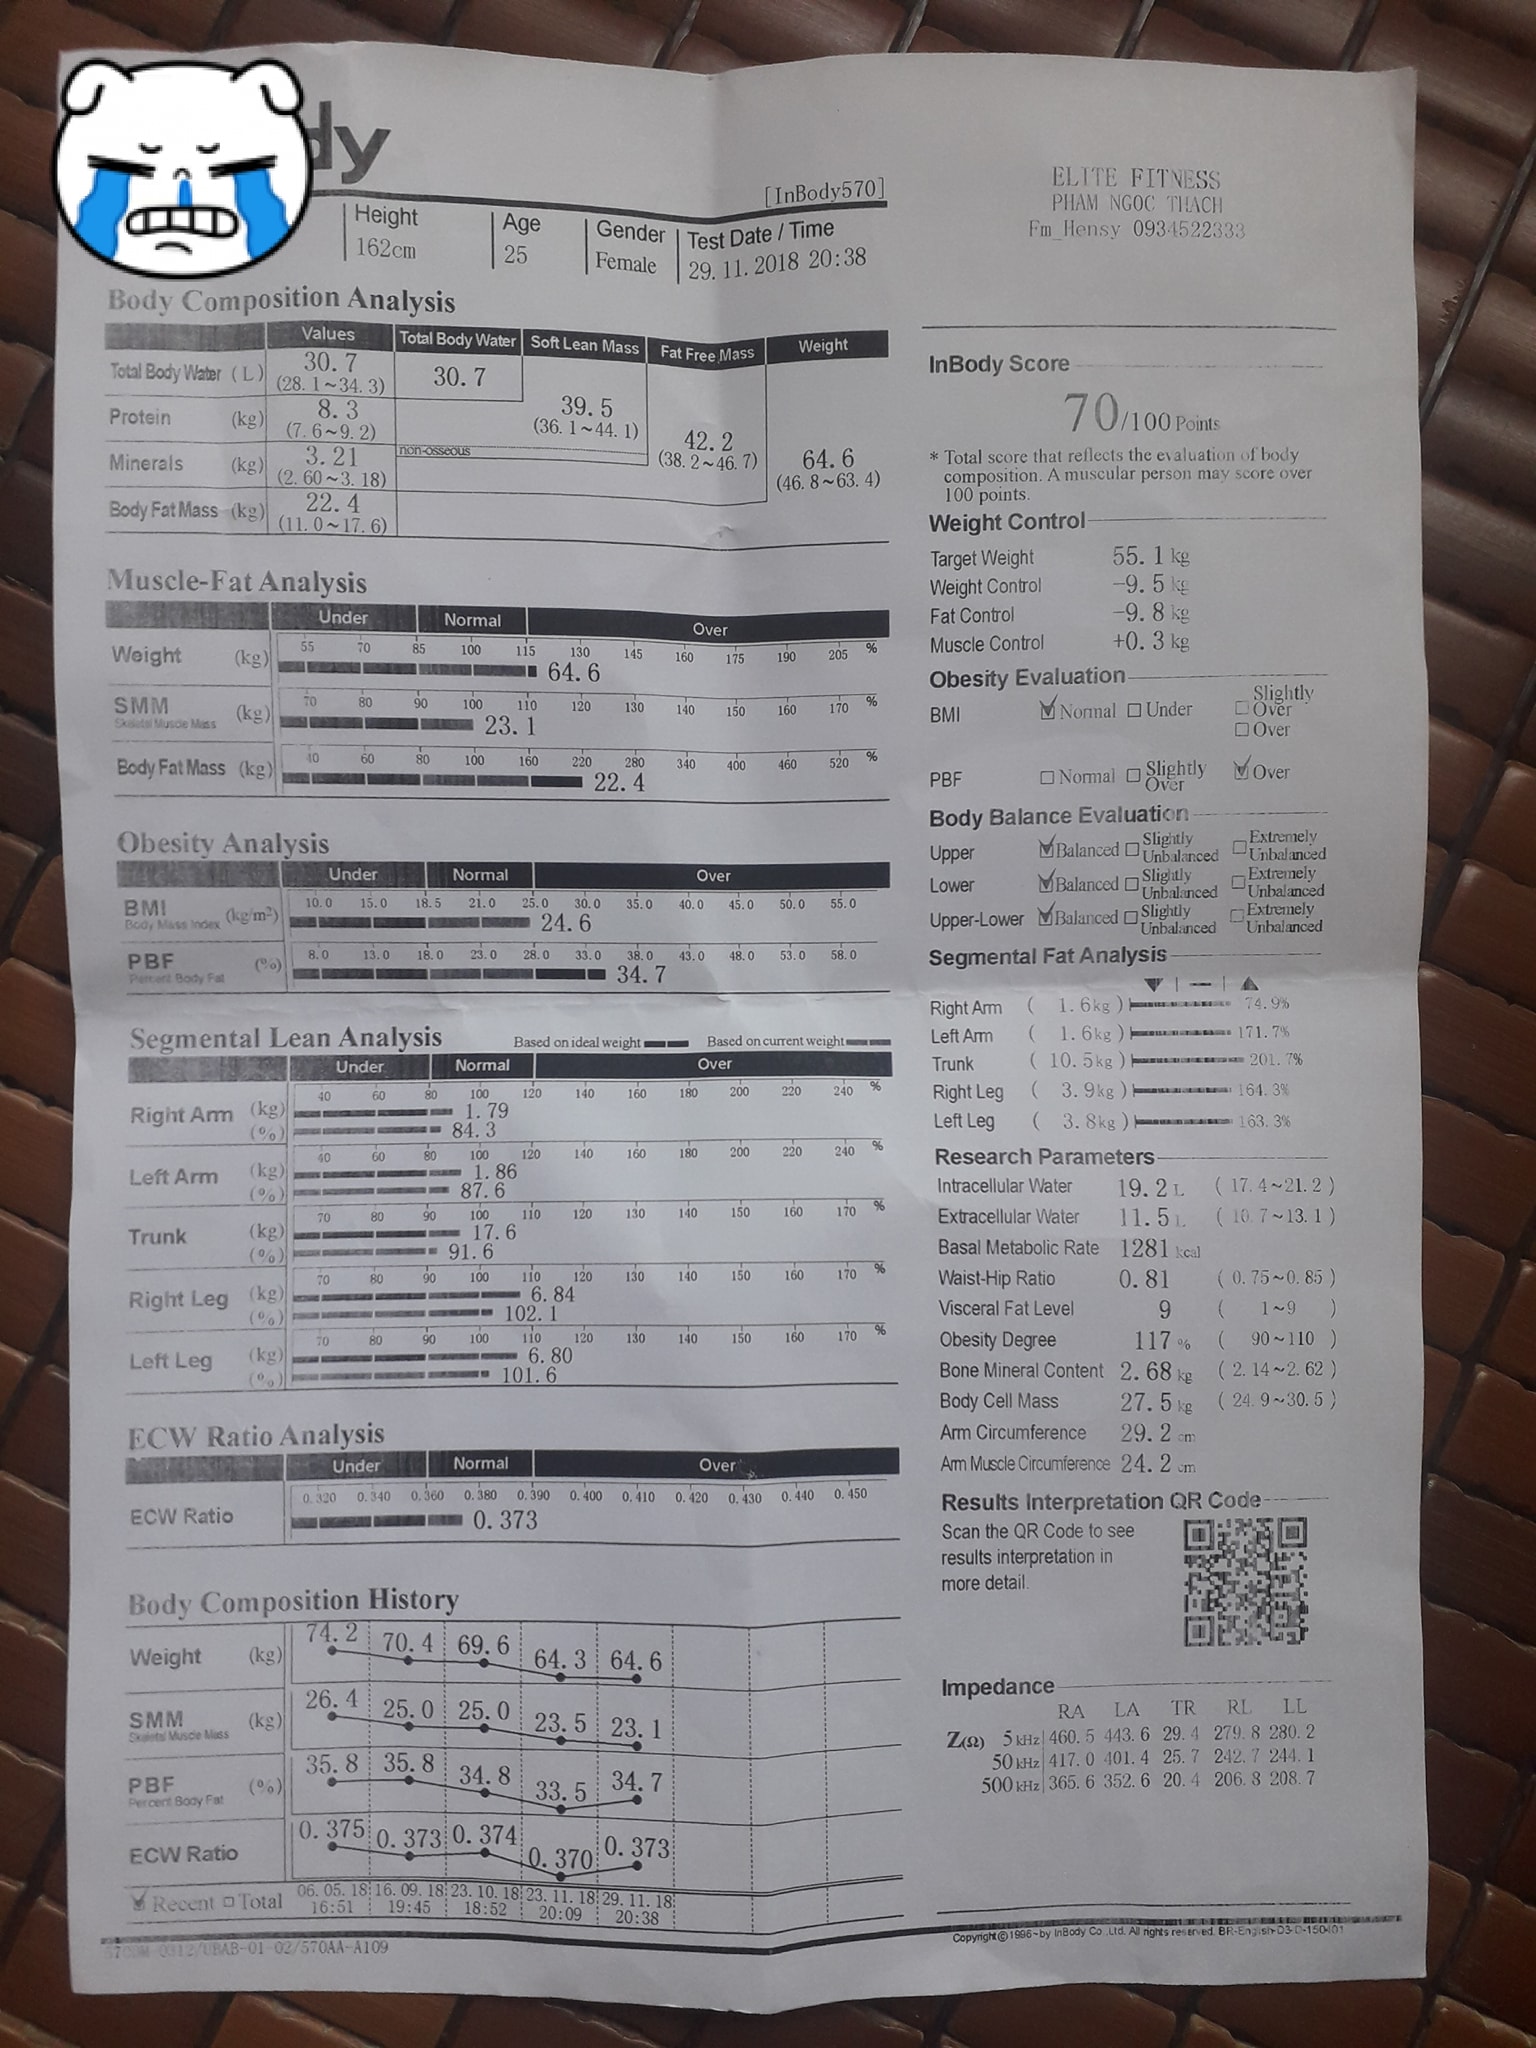 dy
[InBody570]
Height
162cm
Age
25
Gender
Female
Test Date / Time
29. 11. 2018 20:38
ELITE FITNESS
PHAM NGOC THACH
Fm_Hensy 0934522333
Body Composition Analysis
Values Total Body Water Soft Lean Mass Fat Free Mass Weight
Total Body Water ( L ) 30. 7 (28. 1~34. 3) 30. 7
Protein (kg) 8. 3 (7. 6~9. 2)
Minerals (kg) 3. 21 (2. 60~3. 18) non-osseous
Body Fat Mass (kg) 22. 4 (11. 0~17. 6)
39. 5 (36. 1~44. 1)
42. 2 (38. 2~46. 7)
64. 6 (46. 8~63. 4)
Muscle-Fat Analysis
Under Normal Over
Weight (kg) 55 70 85 100 115 130 145 160 175 190 205 %
64. 6
SMM (kg) 70 80 90 100 110 120 130 140 150 160 170 %
Skeletal Muscle Mass 23. 1
Body Fat Mass (kg) 40 60 80 100 160 220 280 340 400 460 520 %
22. 4
Obesity Analysis
Under Normal Over
BMI (kg/m²) 10. 0 15. 0 18. 5 21. 0 25. 0 30. 0 35. 0 40. 0 45. 0 50. 0 55. 0
Body Mass Index 24. 6
PBF (%) 8. 0 13. 0 18. 0 23. 0 28. 0 33. 0 38. 0 43. 0 48. 0 53. 0 58. 0
Percent Body Fat 34. 7
Segmental Lean Analysis Based on ideal weight Based on current weight
Under Normal Over
Right Arm (kg) (%) 40 60 80 100 120 140 160 180 200 220 240 %
1. 79
84. 3
Left Arm (kg) (%) 40 60 80 100 120 140 160 180 200 220 240 %
1. 86
87. 6
Trunk (kg) (%) 70 80 90 100 110 120 130 140 150 160 170 %
17. 6
91. 6
Right Leg (kg) (%) 70 80 90 100 110 120 130 140 150 160 170 %
6. 84
102. 1
Left Leg (kg) (%) 70 80 90 100 110 120 130 140 150 160 170 %
6. 80
101. 6
ECW Ratio Analysis
Under Normal Over
ECW Ratio 0. 320 0. 340 0. 360 0. 380 0. 390 0. 400 0. 410 0. 420 0. 430 0. 440 0. 450
0. 373
Body Composition History
Weight (kg) 74. 2 70. 4 69. 6 64. 3 64. 6
SMM (kg) 26. 4 25. 0 25. 0 23. 5 23. 1
Skeletal Muscle Mass
PBF (%) 35. 8 35. 8 34. 8 33. 5 34. 7
Percent Body Fat
ECW Ratio 0. 375 0. 373 0. 374 0. 370 0. 373
Recent Total 06. 05. 18 16. 09. 18 23. 10. 18 23. 11. 18 29. 11. 18
16:51 19:45 18:52 20:09 20:38
InBody Score
70/100 Points
* Total score that reflects the evaluation of body
composition. A muscular person may score over
100 points.
Weight Control
Target Weight 55. 1 kg
Weight Control −9. 5 kg
Fat Control −9. 8 kg
Muscle Control +0. 3 kg
Obesity Evaluation
BMI Normal Under Slightly Over Over
PBF Normal Slightly Over Over
Body Balance Evaluation
Upper Balanced Slightly Unbalanced Extremely Unbalanced
Lower Balanced Slightly Unbalanced Extremely Unbalanced
Upper-Lower Balanced Slightly Unbalanced Extremely Unbalanced
Segmental Fat Analysis
Right Arm ( 1. 6kg ) 74. 9%
Left Arm ( 1. 6kg ) 171. 7%
Trunk ( 10. 5kg ) 201. 7%
Right Leg ( 3. 9kg ) 164. 3%
Left Leg ( 3. 8kg ) 163. 3%
Research Parameters
Intracellular Water 19. 2 L ( 17. 4~21. 2 )
Extracellular Water 11. 5 L ( 10. 7~13. 1 )
Basal Metabolic Rate 1281 kcal
Waist-Hip Ratio 0. 81 ( 0. 75~0. 85 )
Visceral Fat Level 9 ( 1~9 )
Obesity Degree 117 % ( 90~110 )
Bone Mineral Content 2. 68 kg ( 2. 14~2. 62 )
Body Cell Mass 27. 5 kg ( 24. 9~30. 5 )
Arm Circumference 29. 2 cm
Arm Muscle Circumference 24. 2 cm
Results Interpretation QR Code
Scan the QR Code to see
results interpretation in
more detail.
Impedance
RA LA TR RL LL
Z(Ω) 5 kHz 460. 5 443. 6 29. 4 279. 8 280. 2
50 kHz 417. 0 401. 4 25. 7 242. 7 244. 1
500 kHz 365. 6 352. 6 20. 4 206. 8 208. 7
Copyright©1996~by InBody Co., Ltd. All rights reserved.